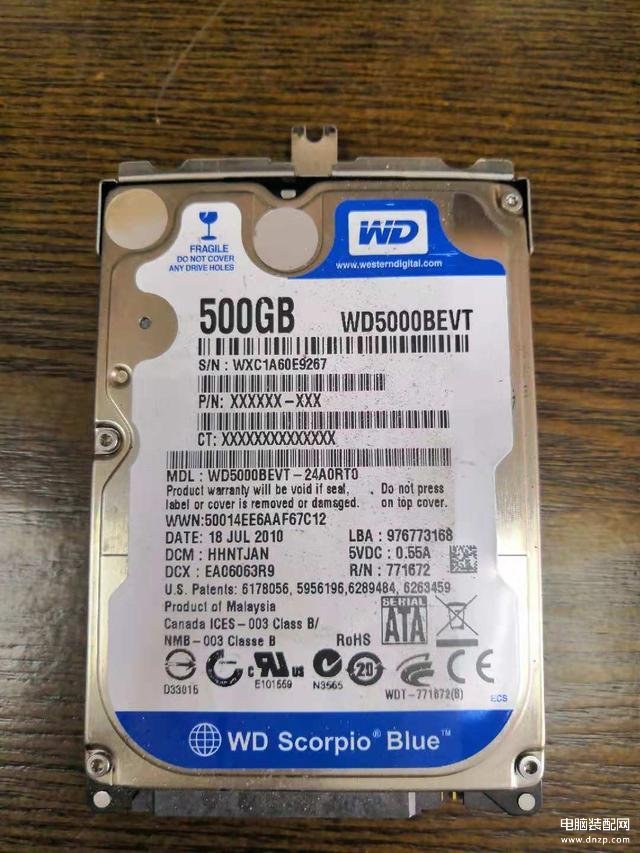 FRAGILE
DO NOT COVER
ANY DRIVE HOLES
WD
www.westerndigital.com
500GB WD5000BEVT
S/N : WXC1A60E9267
P/N: XXXXXX-XXX
CT: XXXXXXXXXXXXXX
MDL : WD5000BEVT-24A0RT0
Product warranty will be void if seal, . Do not press
label or cover is removed or damaged. on top cover.
WWN:50014EE6AAF67C12
DATE: 18 JUL 2010 LBA : 976773168
DCM : HHNTJAN 5VDC : 0.55A
DCX : EA06063R9 R/N : 771672
U.S. Patents: 6178056, 5956196,6289484, 6263459
Product of Malaysia
Canada ICES-003 Class B/
NMB-003 Classe B RoHS
SERIAL
ATA
D33015
c UL us
E101559
N3565
20
CE
WDT-771672(B)
ECS
WD Scorpio® Blue™
电脑装配网
www.dnzp.com